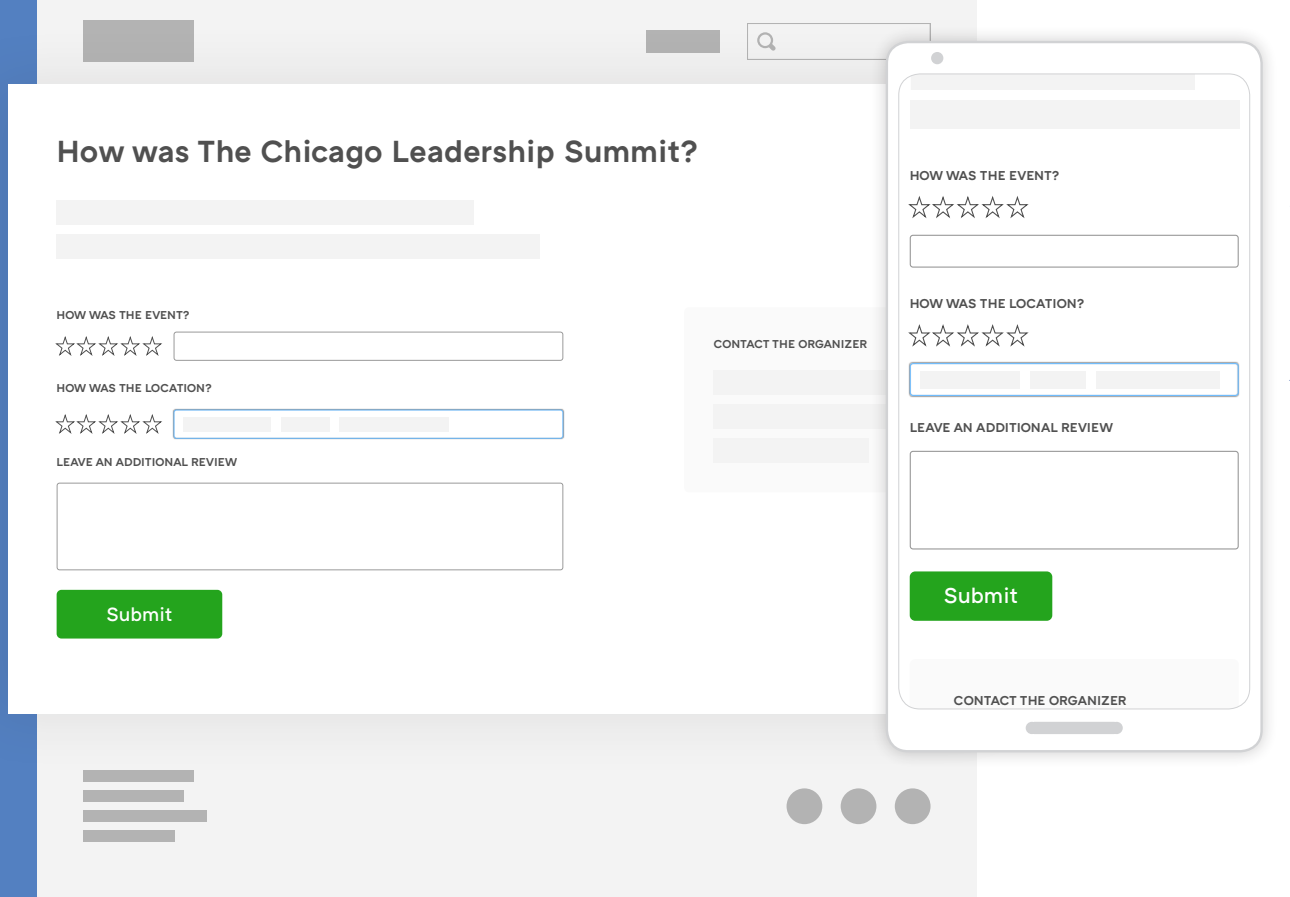 How was The Chicago Leadership Summit?
HOW WAS THE EVENT?
HOW WAS THE LOCATION?
LEAVE AN ADDITIONAL REVIEW
Submit
CONTACT THE ORGANIZER
HOW WAS THE EVENT?
HOW WAS THE LOCATION?
LEAVE AN ADDITIONAL REVIEW
Submit
CONTACT THE ORGANIZER